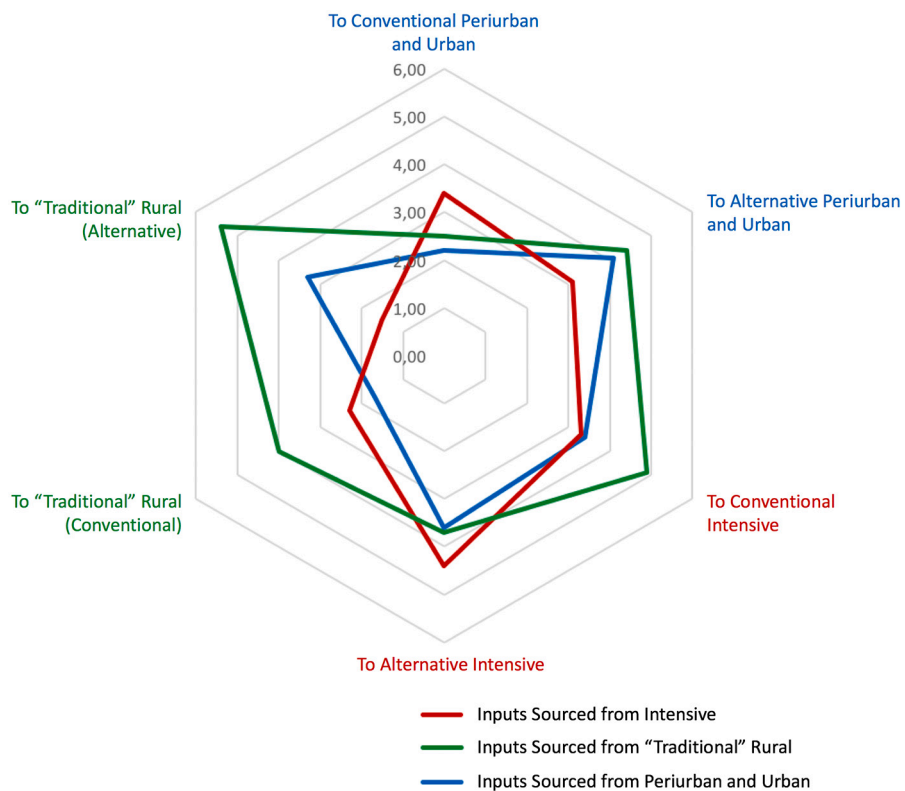 To Conventional Periurban
and Urban
6,00
5,00
4,00
3,00
2,00
1,00
0,00
To Alternative Periurban
and Urban
To “Traditional” Rural
(Alternative)
To “Traditional” Rural
(Conventional)
To Conventional
Intensive
To Alternative Intensive
Inputs Sourced from Intensive
Inputs Sourced from “Traditional” Rural
Inputs Sourced from Periurban and Urban